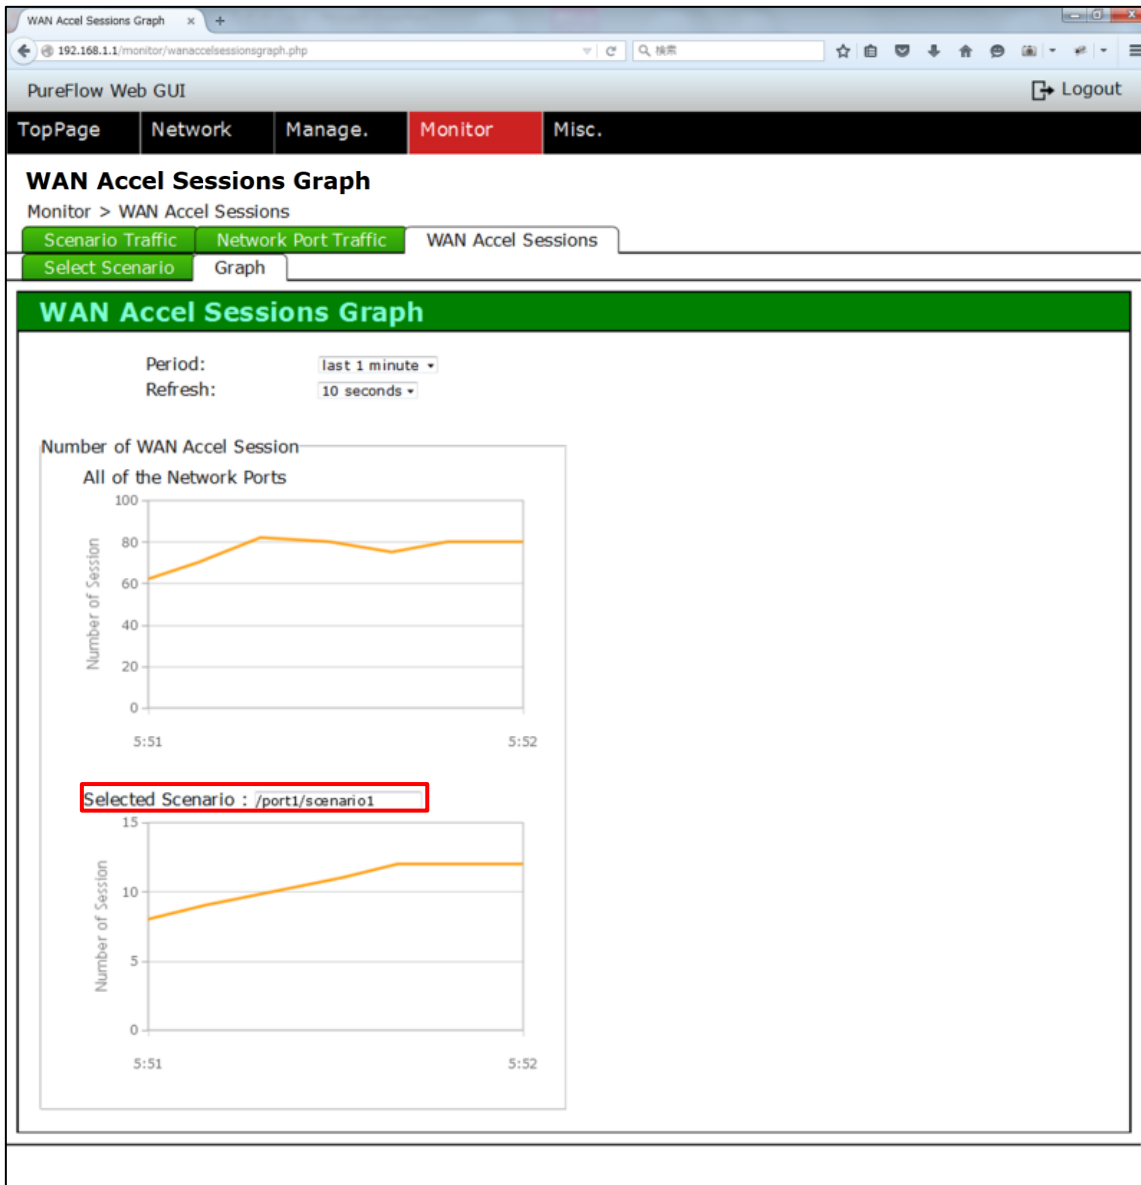 WAN Accel Sessions Graph × +
192.168.1.1/monitor/wanaccelsessionsgraph.php 検索
PureFlow Web GUI Logout
TopPage Network Manage. Monitor Misc.
WAN Accel Sessions Graph
Monitor > WAN Accel Sessions
Scenario Traffic Network Port Traffic WAN Accel Sessions
Select Scenario Graph
WAN Accel Sessions Graph
Period: last 1 minute
Refresh: 10 seconds
Number of WAN Accel Session
All of the Network Ports
100
80
60
40
20
0
Number of Session
5:51 5:52
Selected Scenario : /port1/scenario1
15
10
5
0
Number of Session
5:51 5:52